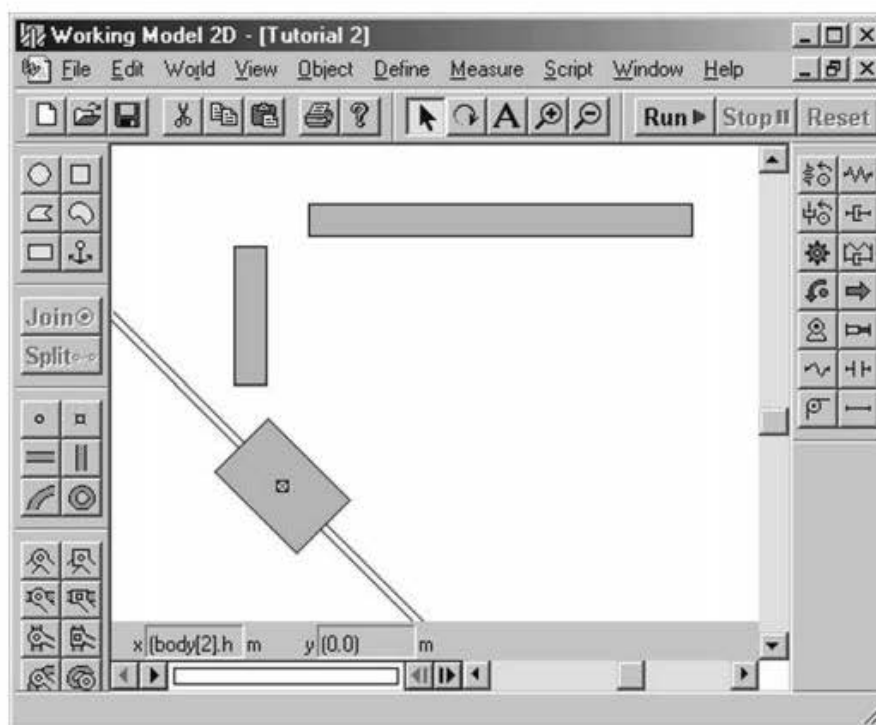 Working Model 2D - [Tutorial 2]
File Edit World View Object Define Measure Script Window Help
A Run Stop Reset
Join
Split
x (body[2].h m y (0.0) m